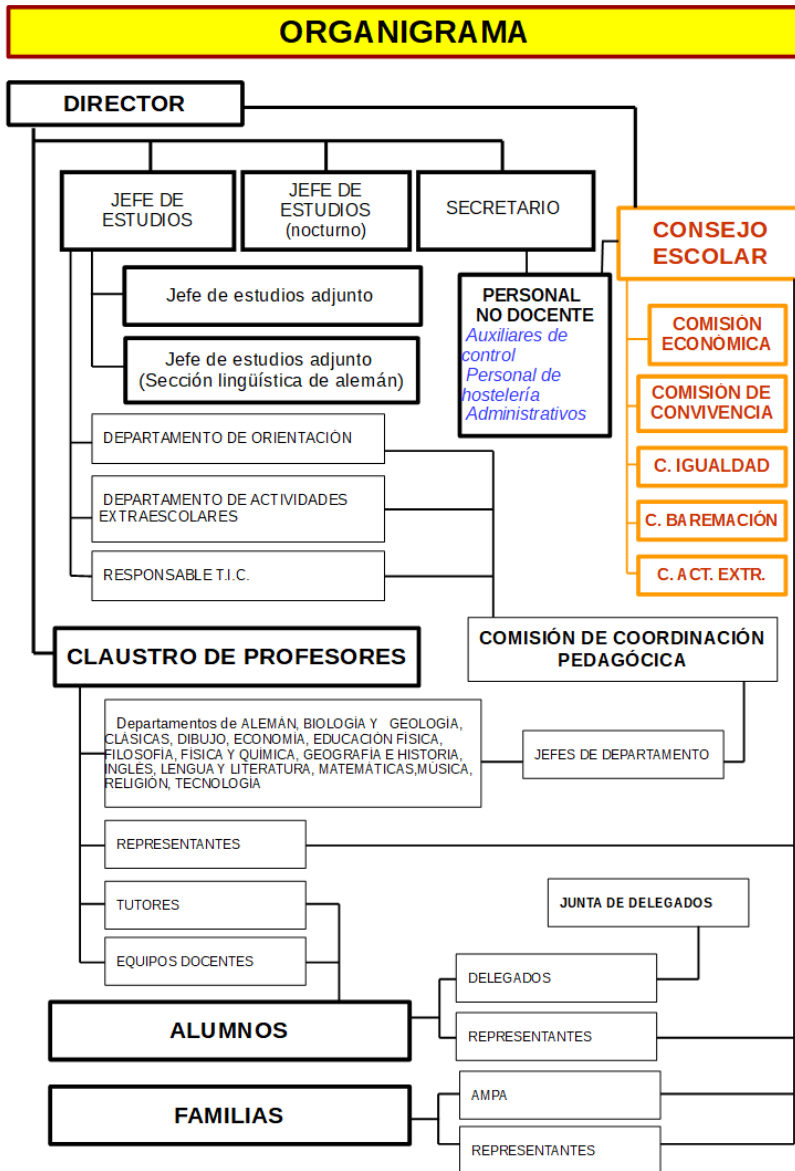 ORGANIGRAMA
DIRECTOR
JEFE DE
ESTUDIOS
JEFE DE
ESTUDIOS
(nocturno)
SECRETARIO
CONSEJO
ESCOLAR
Jefe de estudios adjunto
Jefe de estudios adjunto
(Sección lingüística de alemán)
PERSONAL
NO DOCENTE
Auxiliares de
control
Personal de
hostelería
Administrativos
COMISIÓN
ECONÓMICA
COMISIÓN DE
CONVIVENCIA
C. IGUALDAD
C. BAREMACIÓN
C. ACT. EXTR.
DEPARTAMENTO DE ORIENTACIÓN
DEPARTAMENTO DE ACTIVIDADES
EXTRAESCOLARES
RESPONSABLE T.I.C.
CLAUSTRO DE PROFESORES
COMISIÓN DE COORDINACIÓN
PEDAGÓCICA
Departamentos de ALEMÁN, BIOLOGÍA Y GEOLOGÍA,
CLÁSICAS, DIBUJO, ECONOMÍA, EDUCACIÓN FÍSICA,
FILOSOFÍA, FÍSICA Y QUÍMICA, GEOGRAFÍA E HISTORIA,
INGLÉS, LENGUA Y LITERATURA, MATEMÁTICAS,MÚSICA,
RELIGIÓN, TECNOLOGÍA
JEFES DE DEPARTAMENTO
REPRESENTANTES
TUTORES
EQUIPOS DOCENTES
JUNTA DE DELEGADOS
ALUMNOS
DELEGADOS
REPRESENTANTES
FAMILIAS
AMPA
REPRESENTANTES